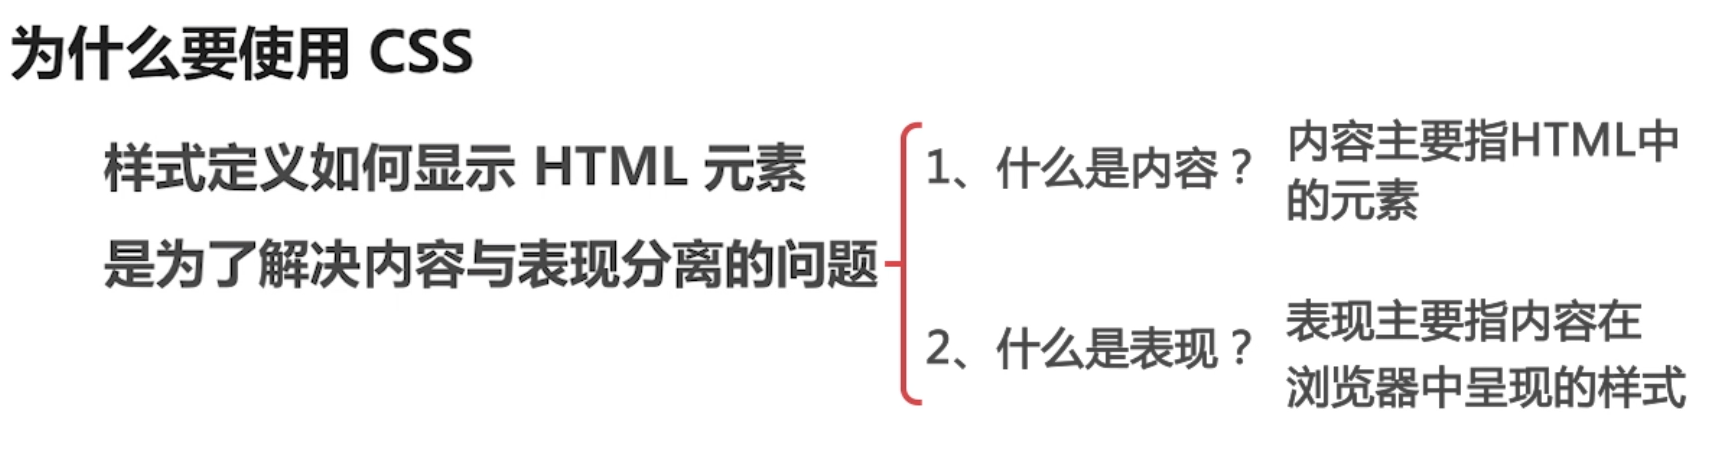 为什么要使用 CSS
样式定义如何显示 HTML 元素
是为了解决内容与表现分离的问题
1、什么是内容？
内容主要指HTML中
的元素
2、什么是表现？
表现主要指内容在
浏览器中呈现的样式